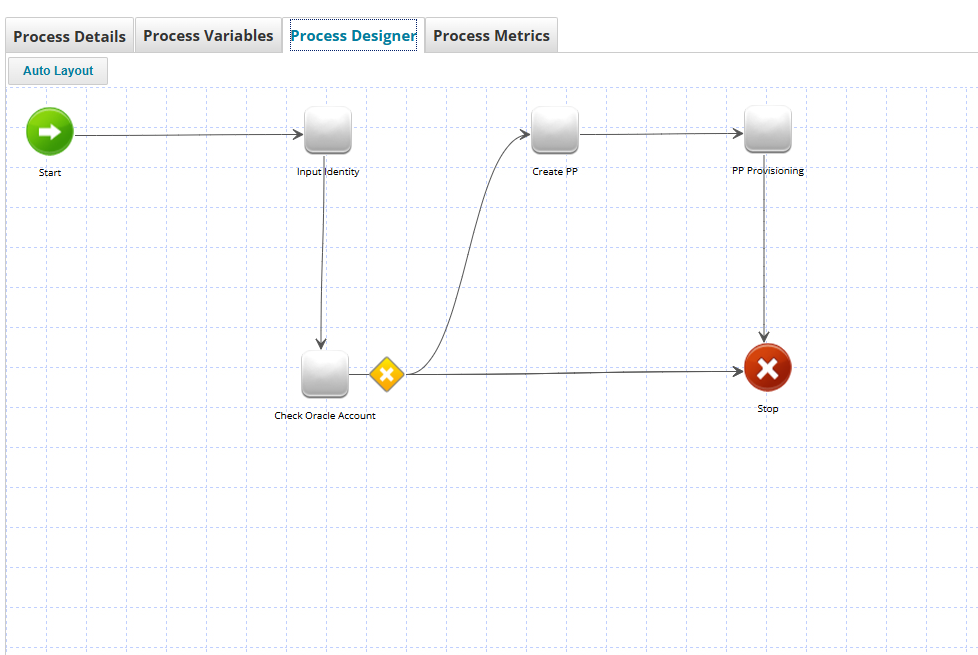 Process Details
Process Variables
Process Designer
Process Metrics
Auto Layout
Start
Input Identity
Create PP
PP Provisioning
Check Oracle Account
Stop